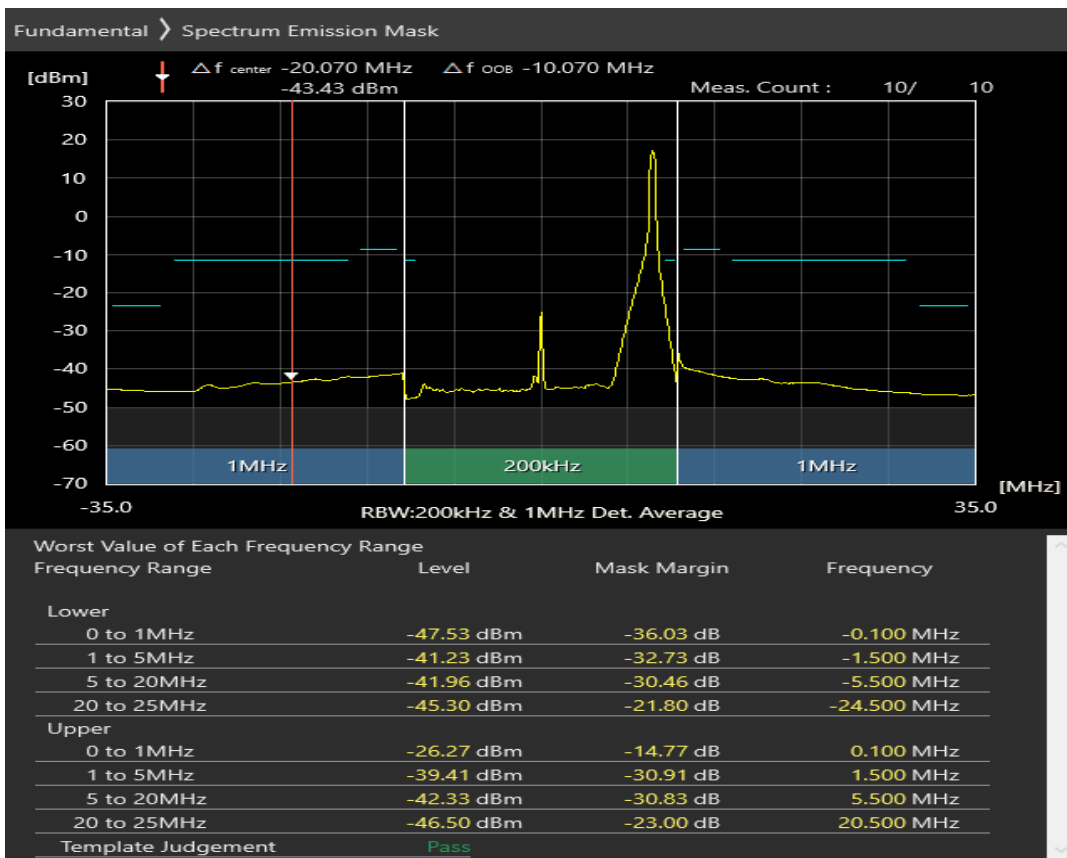 Fundamental ❭ Spectrum Emission Mask
△f center -20.070 MHz △f OOB -10.070 MHz
[dBm]
-43.43 dBm Meas. Count : 10/ 10
30
20
10
0
-10
-20
-30
-40
-50
-60
1MHz 200kHz 1MHz
-70
[MHz]
-35.0 RBW:200kHz & 1MHz Det. Average 35.0
Worst Value of Each Frequency Range
Frequency Range Level Mask Margin Frequency
Lower
0 to 1MHz -47.53 dBm -36.03 dB -0.100 MHz
1 to 5MHz -41.23 dBm -32.73 dB -1.500 MHz
5 to 20MHz -41.96 dBm -30.46 dB -5.500 MHz
20 to 25MHz -45.30 dBm -21.80 dB -24.500 MHz
Upper
0 to 1MHz -26.27 dBm -14.77 dB 0.100 MHz
1 to 5MHz -39.41 dBm -30.91 dB 1.500 MHz
5 to 20MHz -42.33 dBm -30.83 dB 5.500 MHz
20 to 25MHz -46.50 dBm -23.00 dB 20.500 MHz
Template Judgement Pass